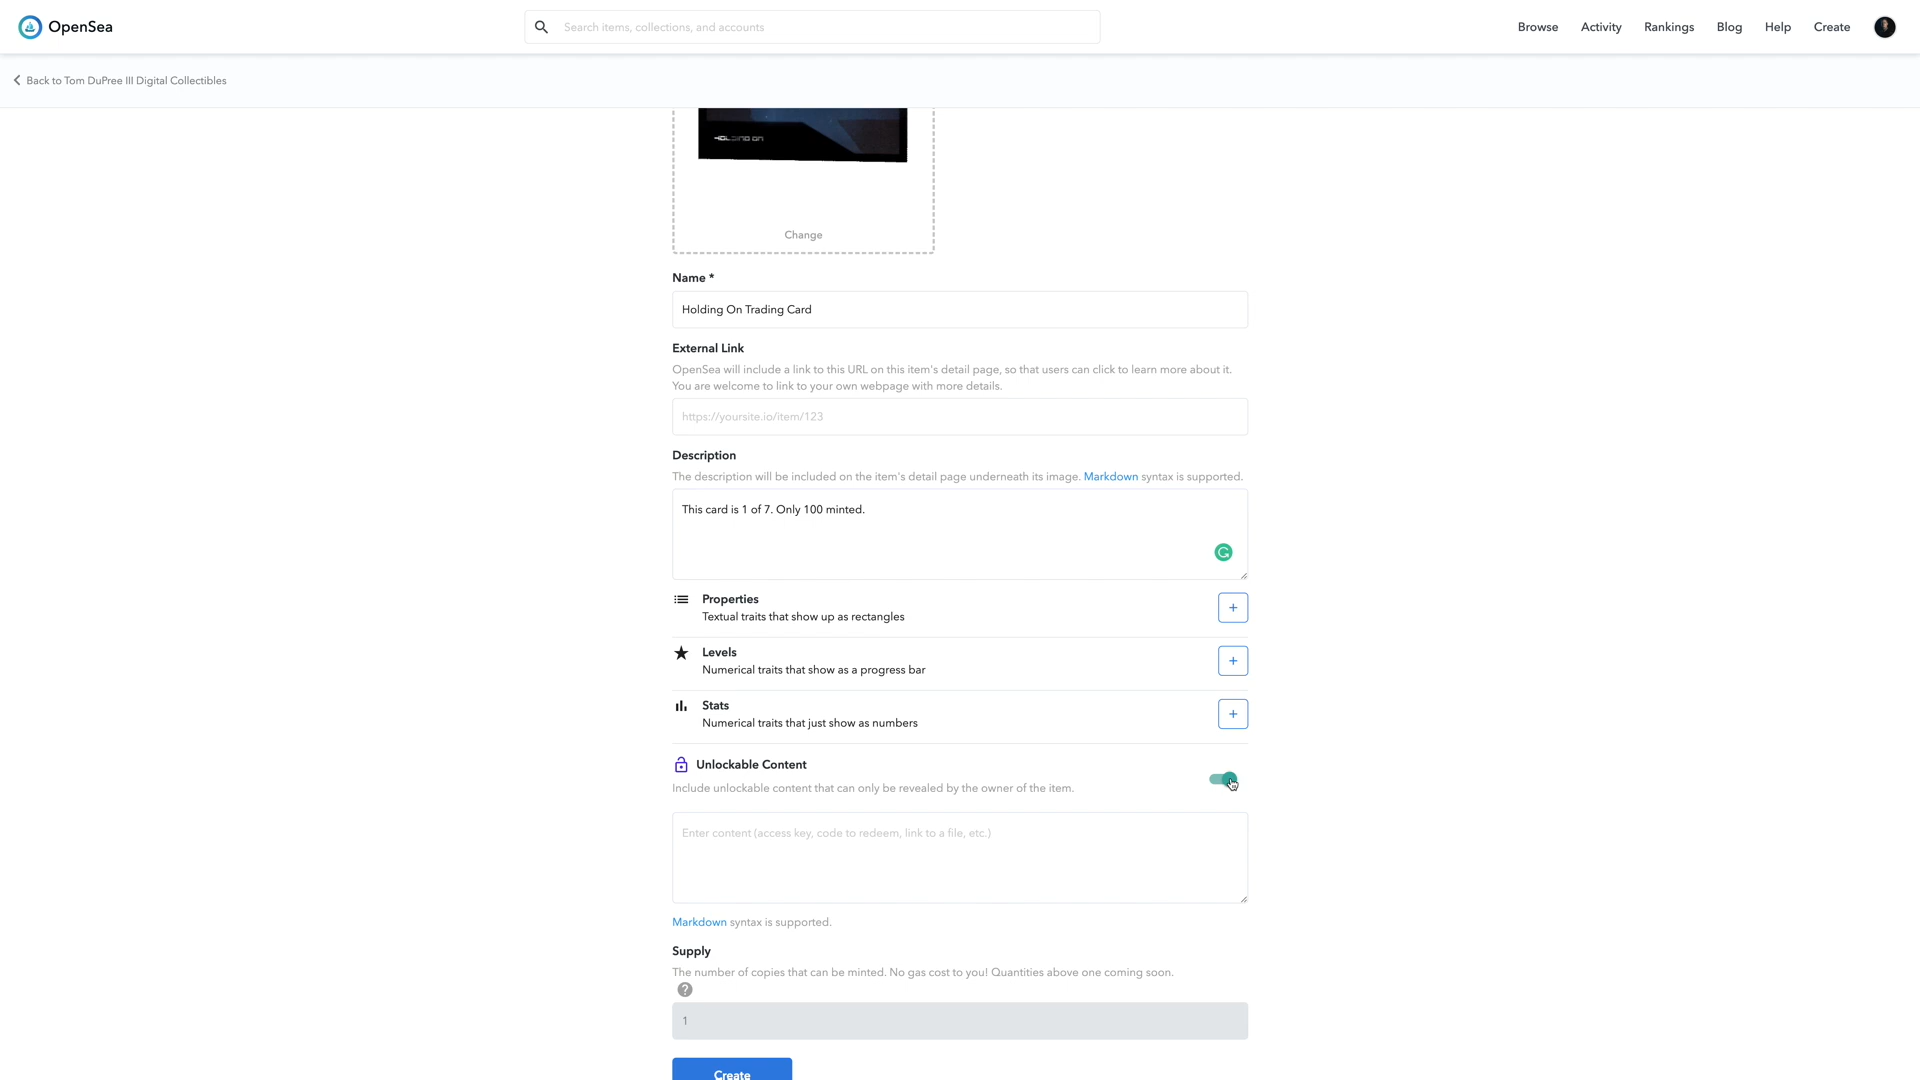 OpenSea
Search items, collections, and accounts
Browse
Activity
Rankings
Blog
Help
Create
Back to Tom DuPree III Digital Collectibles
HOLDING ON
Change
Name *
Holding On Trading Card
External Link
OpenSea will include a link to this URL on this item's detail page, so that users can click to learn more about it.
You are welcome to link to your own webpage with more details.
https://yoursite.io/item/123
Description
The description will be included on the item's detail page underneath its image. Markdown syntax is supported.
This card is 1 of 7. Only 100 minted.
Properties
Textual traits that show up as rectangles
+
Levels
Numerical traits that show as a progress bar
+
Stats
Numerical traits that just show as numbers
+
Unlockable Content
Include unlockable content that can only be revealed by the owner of the item.
Enter content (access key, code to redeem, link to a file, etc.)
Markdown syntax is supported.
Supply
The number of copies that can be minted. No gas cost to you! Quantities above one coming soon.
?
1
Create